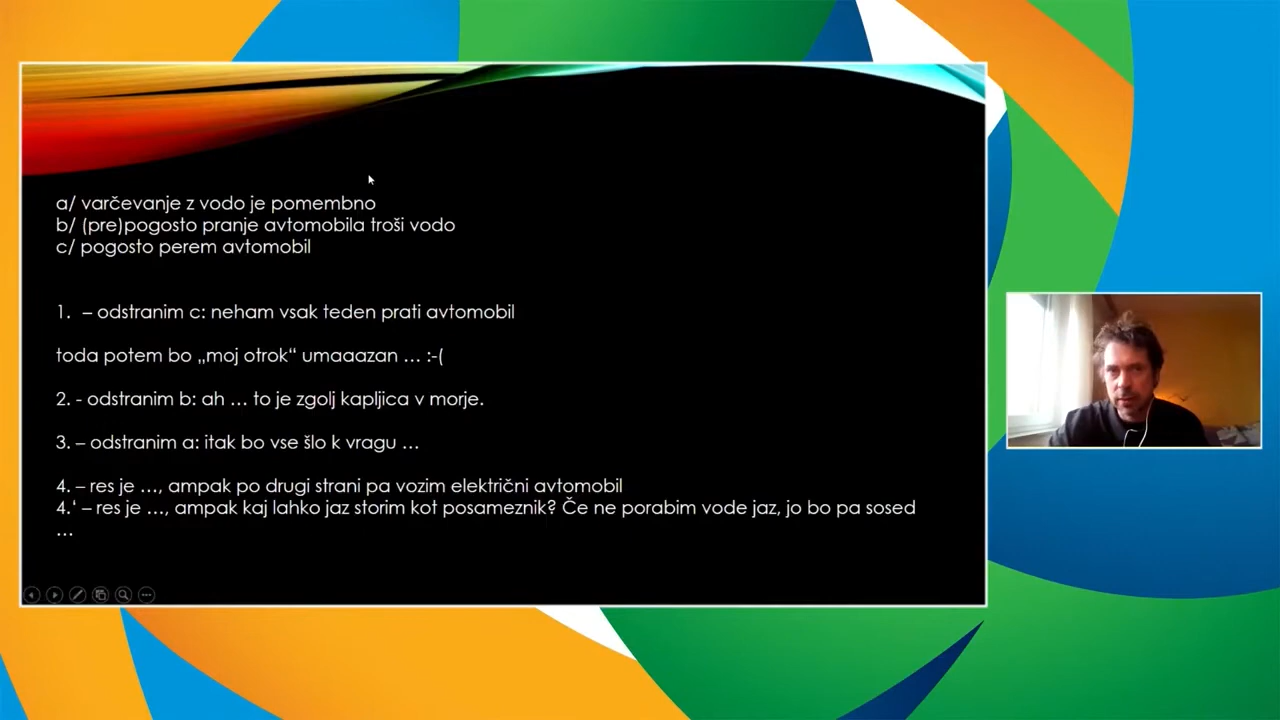 a/ varčevanje z vodo je pomembno
b/ (pre)pogosto pranje avtomobila troši vodo
c/ pogosto perem avtomobil
1. – odstranim c: neham vsak teden prati avtomobil
toda potem bo „moj otrok“ umaaazan … :-(
2. - odstranim b: ah … to je zgolj kapljica v morje.
3. – odstranim a: itak bo vse šlo k vragu …
4. – res je …, ampak po drugi strani pa vozim električni avtomobil
4.‘ – res je …, ampak kaj lahko jaz storim kot posameznik? Če ne porabim vode jaz, jo bo pa sosed
…